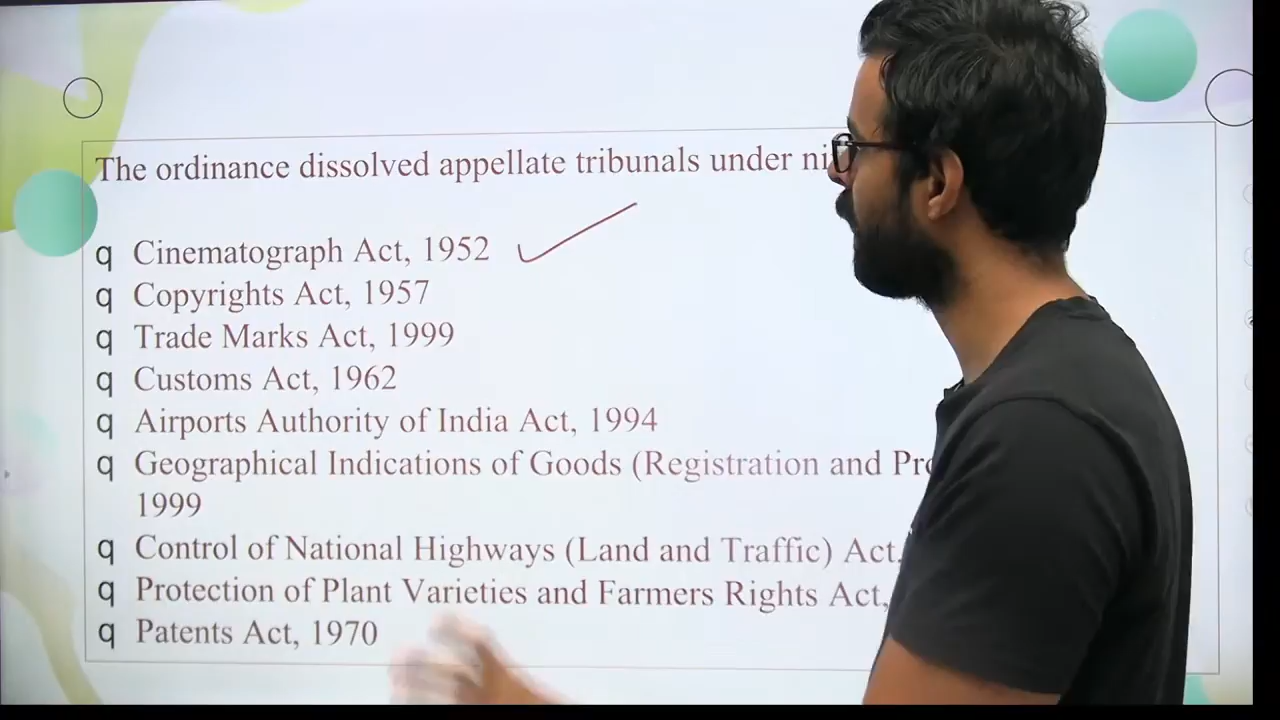 The ordinance dissolved appellate tribunals under
q Cinematograph Act, 1952
q Copyrights Act, 1957
q Trade Marks Act, 1999
q Customs Act, 1962
q Airports Authority of India Act, 1994
q Geographical Indications of Goods (Registration and
1999
q Control of National Highways (Land and Traffic) Act
q Protection of Plant Varieties and Farmers Rights Act,
q Patents Act, 1970